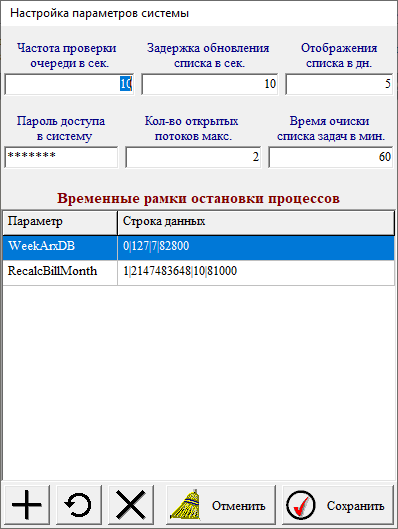 Настройка параметров системы
Частота проверки очереди в сек.
10
Задержка обновления списка в сек.
10
Отображения списка в дн.
5
Пароль доступа в систему
*******
Кол-во открытых потоков макс.
2
Время очиски списка задач в мин.
60
Временные рамки остановки процессов
Параметр Строка данных
WeekArxDB 0|127|7|82800
RecalcBillMonth 1|2147483648|10|81000
Отменить Сохранить